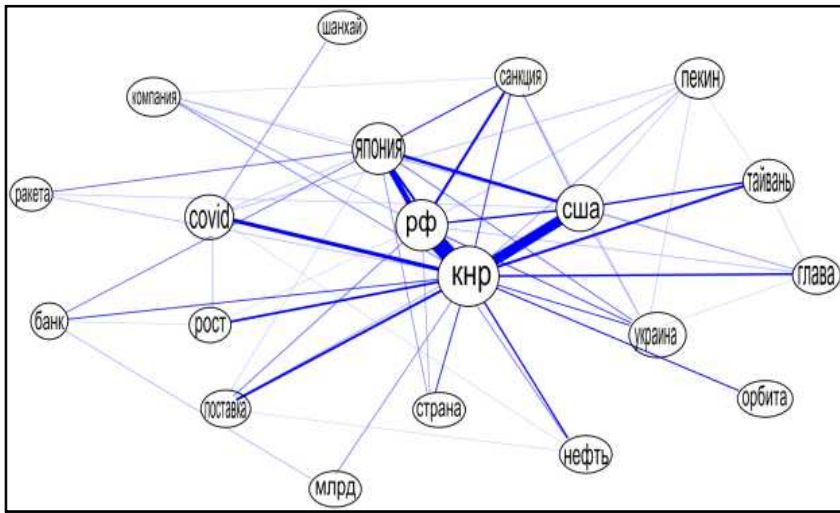 шанхай
санкция
пекин
компания
япония
тайвань
ракета
covid
рф
сша
кнр
глава
банк
рост
украина
поставка
страна
орбита
нефть
млрд